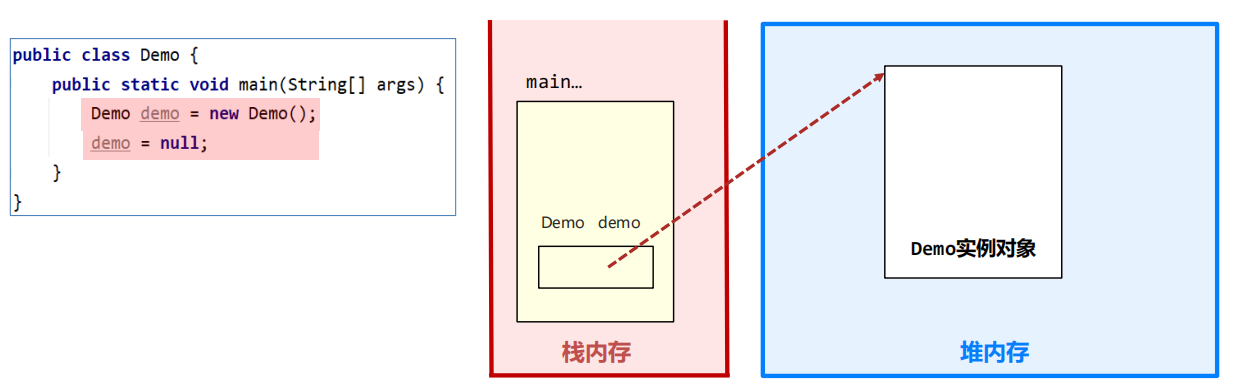 public class Demo {
    public static void main(String[] args) {
        Demo demo = new Demo();
        demo = null;
    }
}
main…
Demo demo
栈内存
Demo实例对象
堆内存